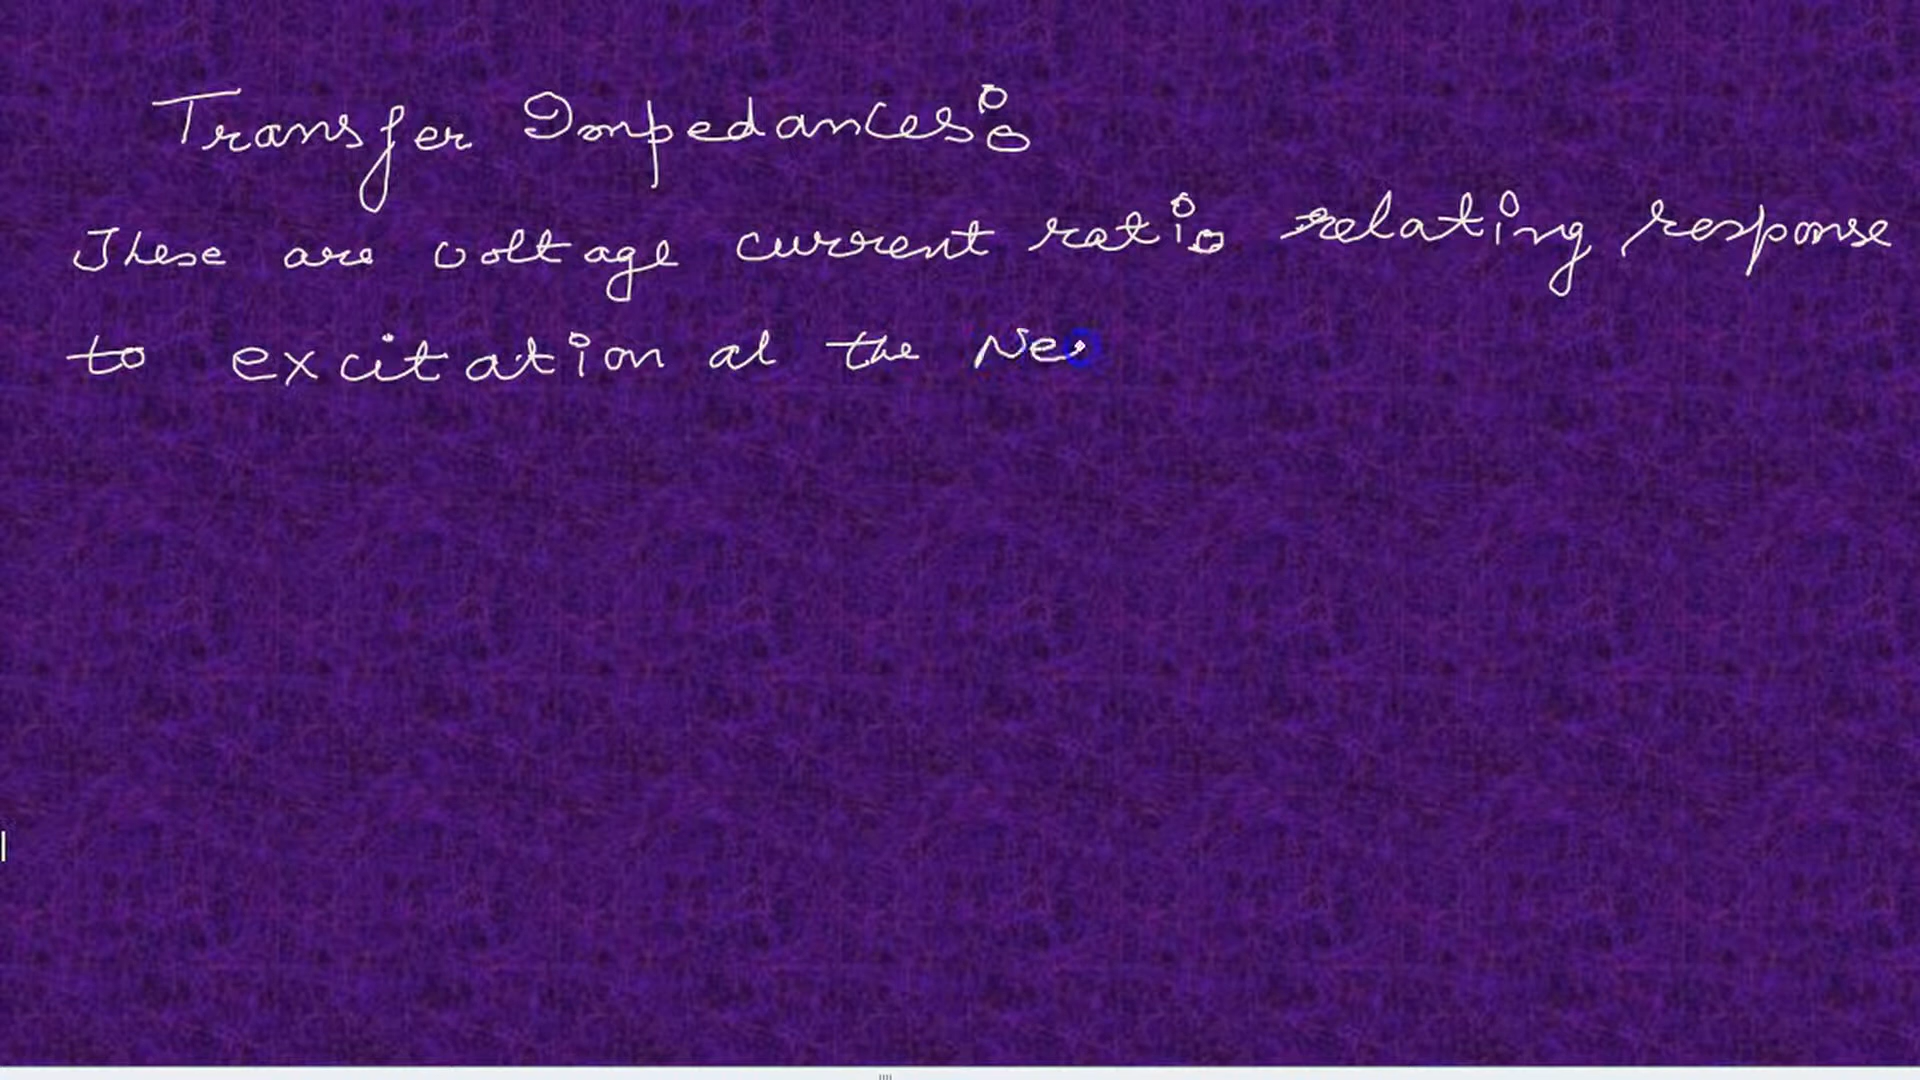 Transfer Impedances:
These are voltage current ratio relating response
to excitation at the Ne